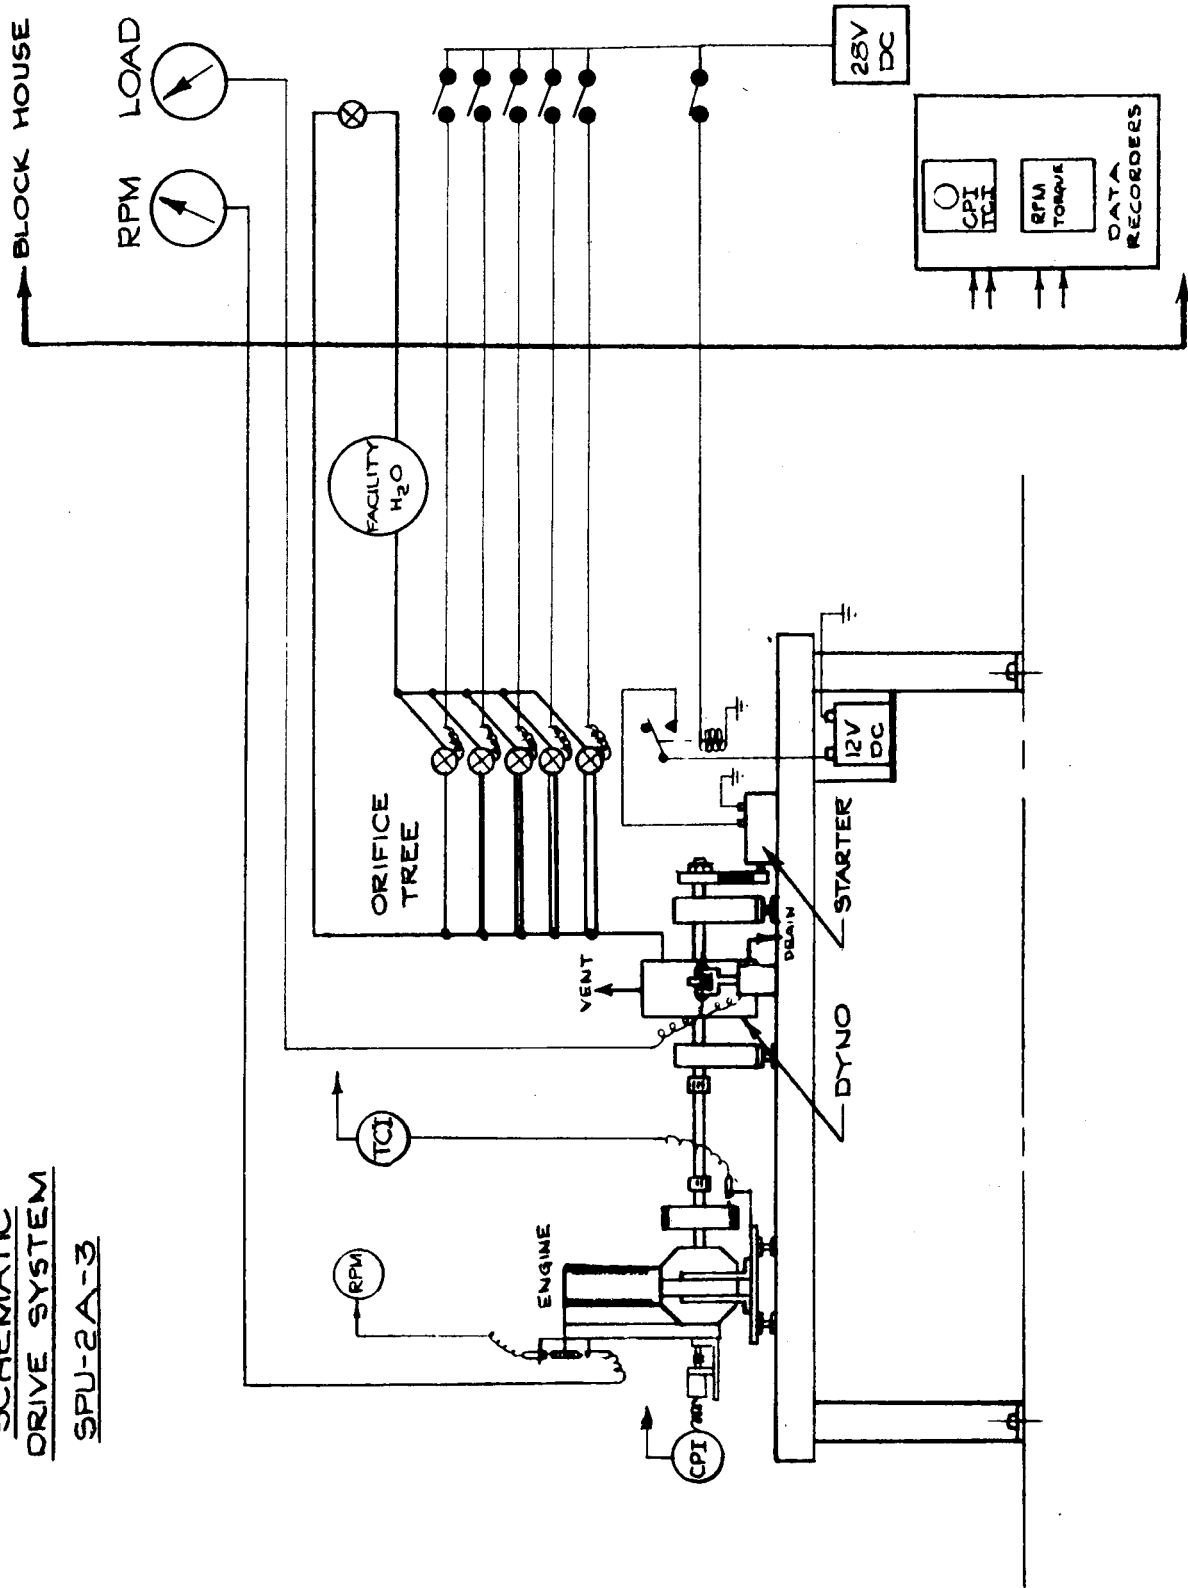 SCHEMATIC
DRIVE SYSTEM
SPU-2A-3
BLOCK HOUSE
RPM
LOAD
FACILITY
H2O
28V
DC
CPI
TCI
RPM
TORQUE
DATA
RECORDERS
ORIFICE
TREE
VENT
TCI
RPM
ENGINE
CPI
DRAIN
DYNO
STARTER
12V
DC